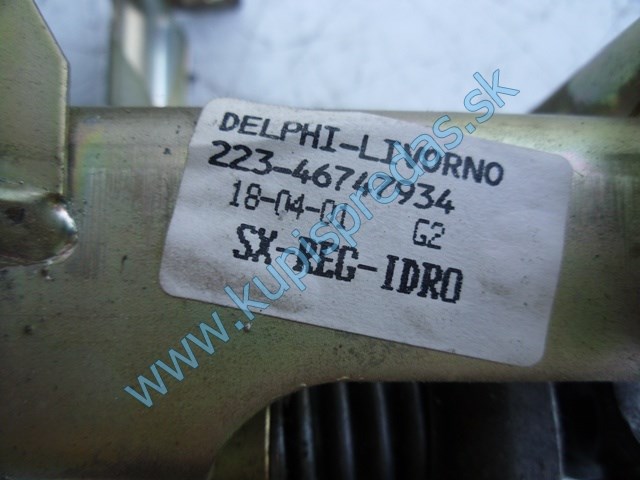 DELPHI-LIVORNO
223-46747934
18-04-01 G2
SX-REG-IDRO
www.kupispredas.sk